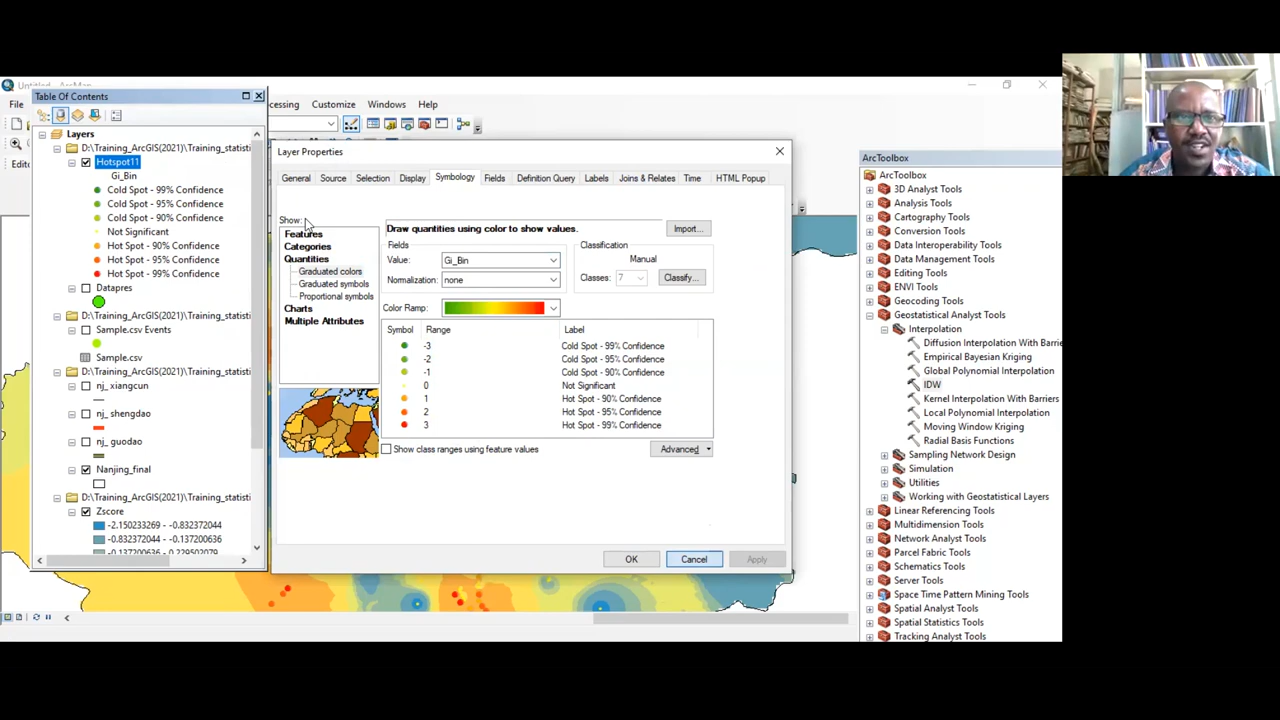 Untitled - ArcMap
File
Customize
Windows
Help
Table Of Contents
Layers
D:\Training_ArcGIS(2021)\Training_statisti
Hotspot11
Gi_Bin
Cold Spot - 99% Confidence
Cold Spot - 95% Confidence
Cold Spot - 90% Confidence
Not Significant
Hot Spot - 90% Confidence
Hot Spot - 95% Confidence
Hot Spot - 99% Confidence
Datapres
D:\Training_ArcGIS(2021)\Training_statisti
Sample.csv Events
Sample.csv
D:\Training_ArcGIS(2021)\Training_statisti
nj_xiangcun
nj_ shengdao
nj_ guodao
Nanjing_final
D:\Training_ArcGIS(2021)\Training_statisti
Zscore
-2.150233269 - -0.832372044
-0.832372044 - -0.137200636
-0.137200636 - 0.229502079
Layer Properties
General
Source
Selection
Display
Symbology
Fields
Definition Query
Labels
Joins & Relates
Time
HTML Popup
Show:
Features
Categories
Quantities
Graduated colors
Graduated symbols
Proportional symbols
Charts
Multiple Attributes
Draw quantities using color to show values.
Import...
Fields
Value: Gi_Bin
Normalization: none
Classification
Manual
Classes: 7
Classify...
Color Ramp:
Symbol Range Label
-3 Cold Spot - 99% Confidence
-2 Cold Spot - 95% Confidence
-1 Cold Spot - 90% Confidence
0 Not Significant
1 Hot Spot - 90% Confidence
2 Hot Spot - 95% Confidence
3 Hot Spot - 99% Confidence
Show class ranges using feature values
Advanced
OK
Cancel
Apply
ArcToolbox
ArcToolbox
3D Analyst Tools
Analysis Tools
Cartography Tools
Conversion Tools
Data Interoperability Tools
Data Management Tools
Editing Tools
ENVI Tools
Geocoding Tools
Geostatistical Analyst Tools
Interpolation
Diffusion Interpolation With Barrie
Empirical Bayesian Kriging
Global Polynomial Interpolation
IDW
Kernel Interpolation With Barriers
Local Polynomial Interpolation
Moving Window Kriging
Radial Basis Functions
Sampling Network Design
Simulation
Utilities
Working with Geostatistical Layers
Linear Referencing Tools
Multidimension Tools
Network Analyst Tools
Parcel Fabric Tools
Schematics Tools
Server Tools
Space Time Pattern Mining Tools
Spatial Analyst Tools
Spatial Statistics Tools
Tracking Analyst Tools